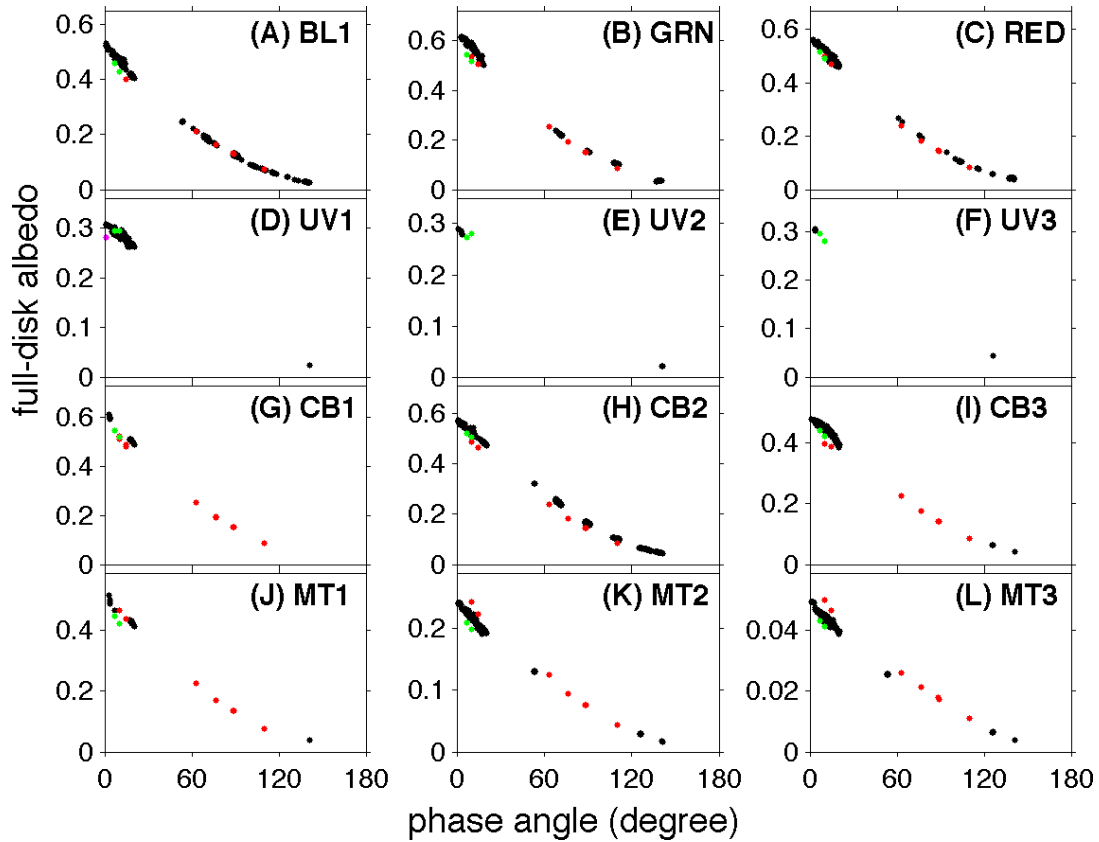 full-disk albedo
(A) BL1
0.6
0.4
0.2
0
(B) GRN
0.6
0.4
0.2
0
(C) RED
0.6
0.4
0.2
0
(D) UV1
0.3
0.2
0.1
0
(E) UV2
0.3
0.2
0.1
0
(F) UV3
0.3
0.2
0.1
0
(G) CB1
0.6
0.4
0.2
0
(H) CB2
0.6
0.4
0.2
0
(I) CB3
0.4
0.2
0
(J) MT1
0.4
0.2
0
0 60 120 180
(K) MT2
0.2
0.1
0
0 60 120 180
(L) MT3
0.04
0.02
0
0 60 120 180
phase angle (degree)